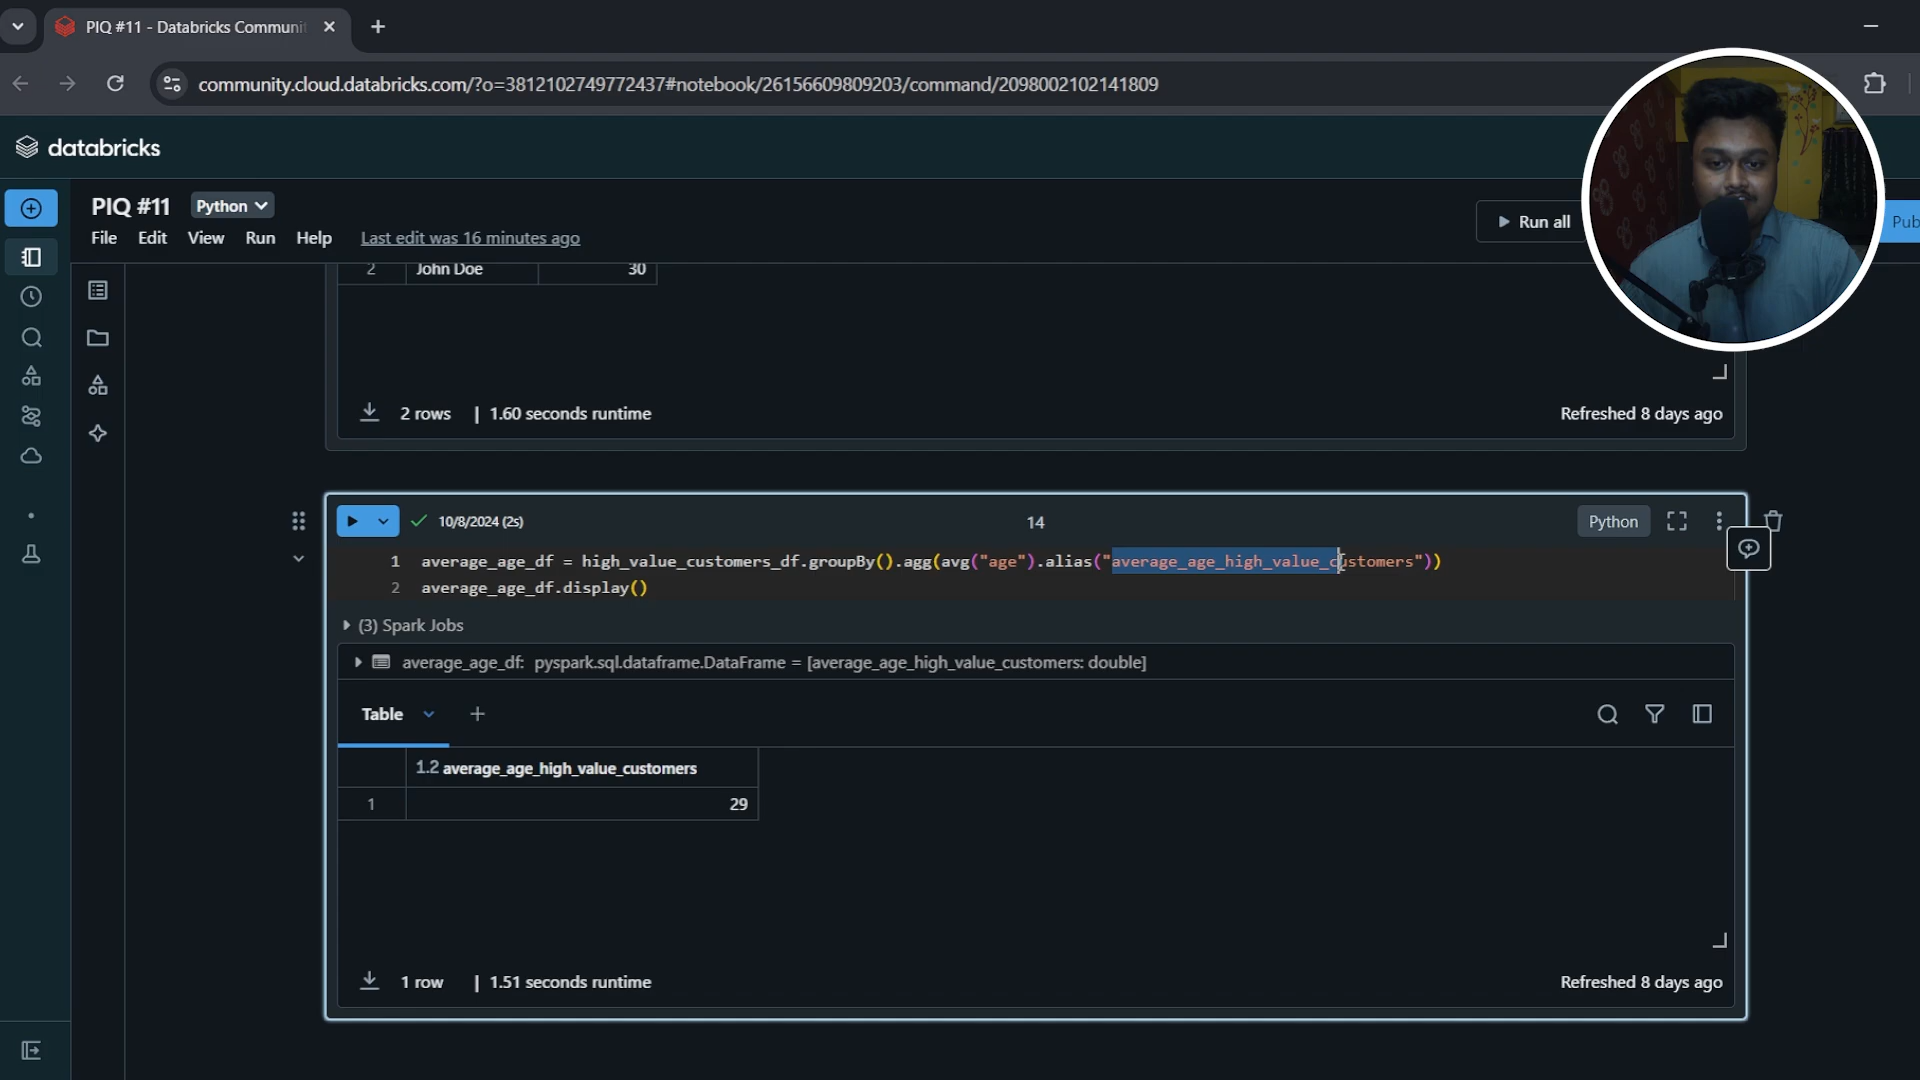 PIQ #11 - Databricks Communi
community.cloud.databricks.com/?o=3812102749772437#notebook/26156609809203/command/2098002102141809
databricks
PIQ #11 Python
File Edit View Run Help Last edit was 16 minutes ago
Run all
Pub
2 John Doe 30
2 rows | 1.60 seconds runtime
Refreshed 8 days ago
10/8/2024 (2s)
14
Python
1 average_age_df = high_value_customers_df.groupBy().agg(avg("age").alias("average_age_high_value_customers"))
2 average_age_df.display()
(3) Spark Jobs
average_age_df: pyspark.sql.dataframe.DataFrame = [average_age_high_value_customers: double]
Table
1.2 average_age_high_value_customers
1 29
1 row | 1.51 seconds runtime
Refreshed 8 days ago